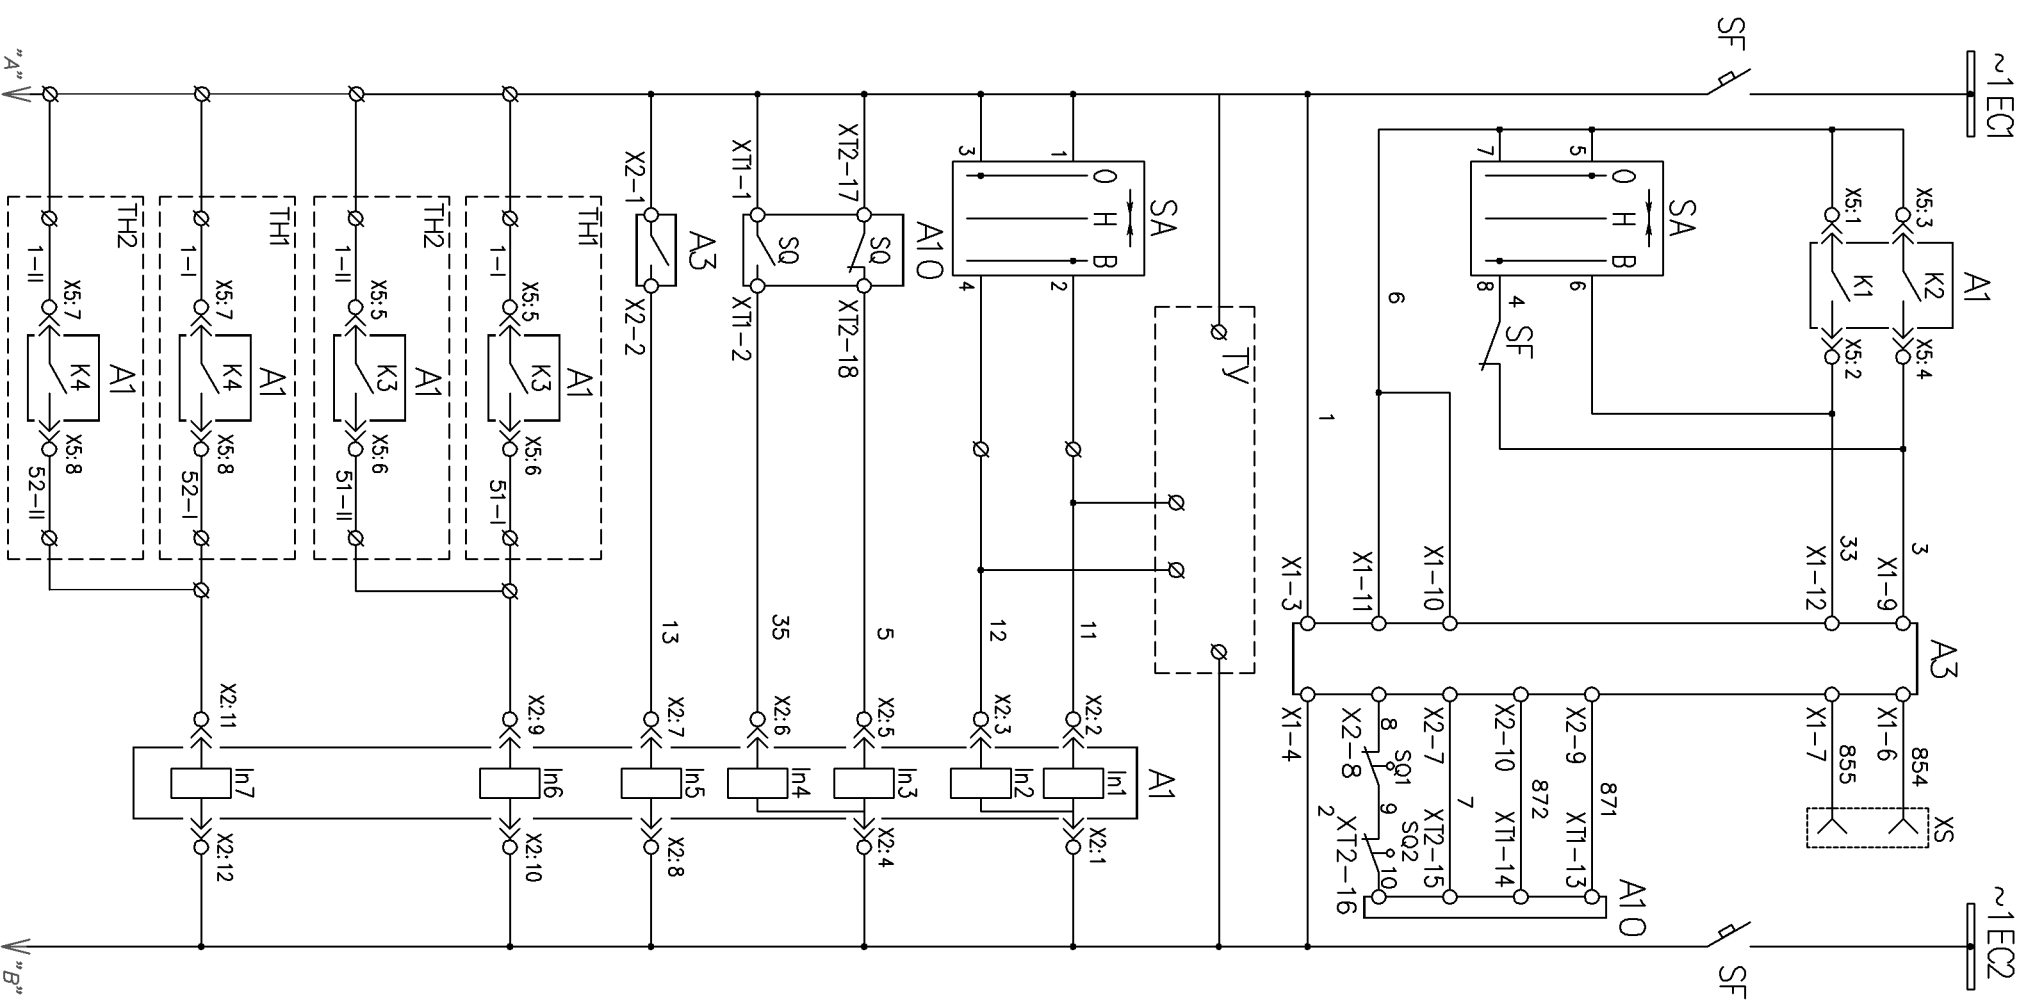 ~1 EC1
~1 EC2
SF
SF
A1
X5:3
K2
X5:4
X5:1
K1
X5:2
3
X1-9
33
X1-12
A3
X1-6
854
X1-7
855
XS
SA
5
7
O
H
B
6
8
4
SF
6
X1-10
X1-11
1
X1-3
X2-9
871
XT1-13
A10
X2-10
872
XT1-14
X2-7
7
XT2-15
8
X2-8
SQ1
9
SQ2
10
XT2-16
2
X1-4
ТУ
SA
1
3
O
H
B
2
4
11
X2:2
12
X2:3
A1
In1
In2
X2:1
A10
XT2-17
SQ
XT2-18
5
X2:5
In3
X2:4
XT1-1
SQ
XT1-2
35
X2:6
In4
A3
X2-1
X2-2
13
X2:7
In5
X2:8
TH1
1-I
X5:5
K3
A1
X5:6
51-I
X2:9
In6
X2:10
TH2
1-II
X5:5
K3
A1
X5:6
51-II
TH1
1-I
X5:7
K4
A1
X5:8
52-I
X2:11
In7
X2:12
TH2
1-II
X5:7
K4
A1
X5:8
52-II
"A"
"B"